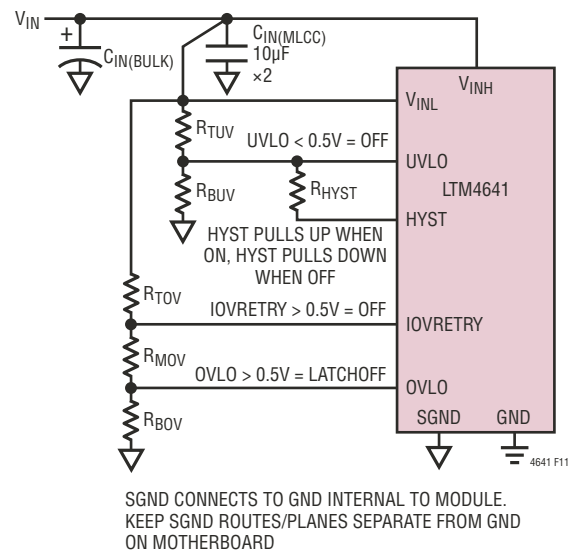 VIN
+
CIN(BULK)
CIN(MLCC)
10µF
×2
VINH
VINL
RTUV
UVLO < 0.5V = OFF
UVLO
RBUV
RHYST
LTM4641
HYST
HYST PULLS UP WHEN
ON, HYST PULLS DOWN
WHEN OFF
RTOV
IOVRETRY > 0.5V = OFF
IOVRETRY
RMOV
OVLO > 0.5V = LATCHOFF
OVLO
RBOV
SGND
GND
4641 F11
SGND CONNECTS TO GND INTERNAL TO MODULE.
KEEP SGND ROUTES/PLANES SEPARATE FROM GND
ON MOTHERBOARD